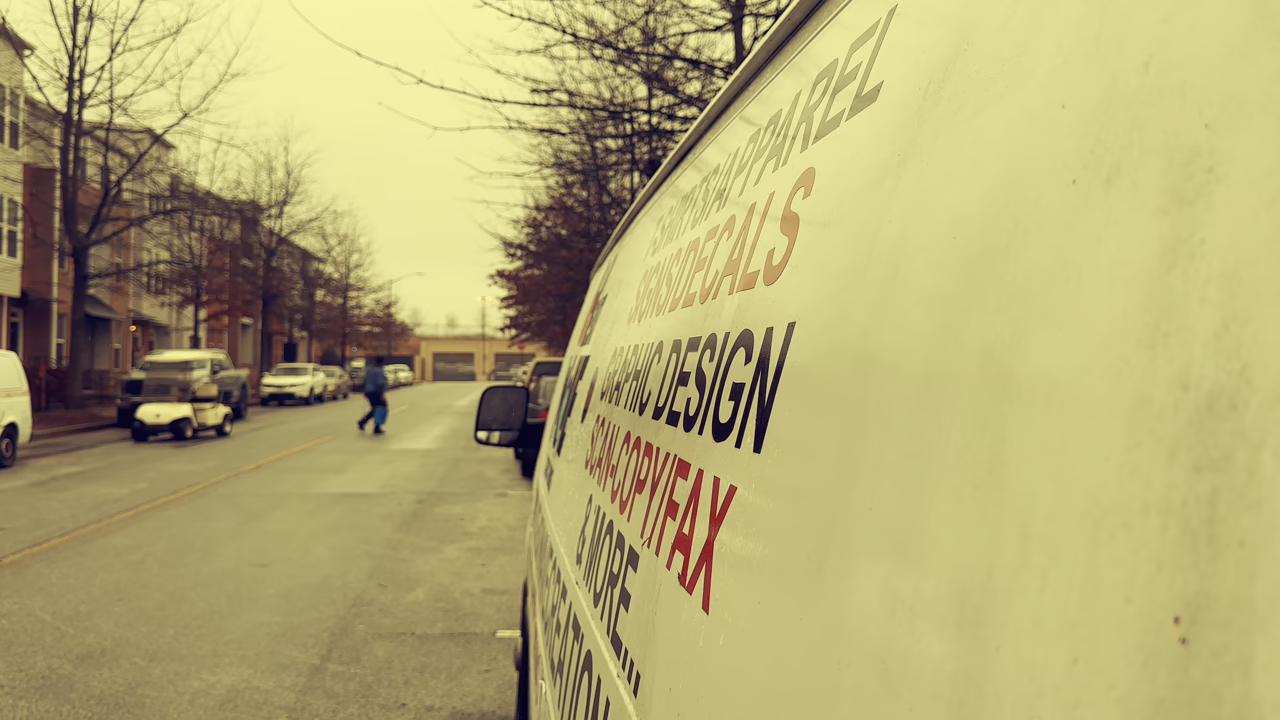 T-SHIRTS/APPAREL
SIGNS/DECALS
GRAPHIC DESIGN
SCAN-COPY/FAX
& MORE...